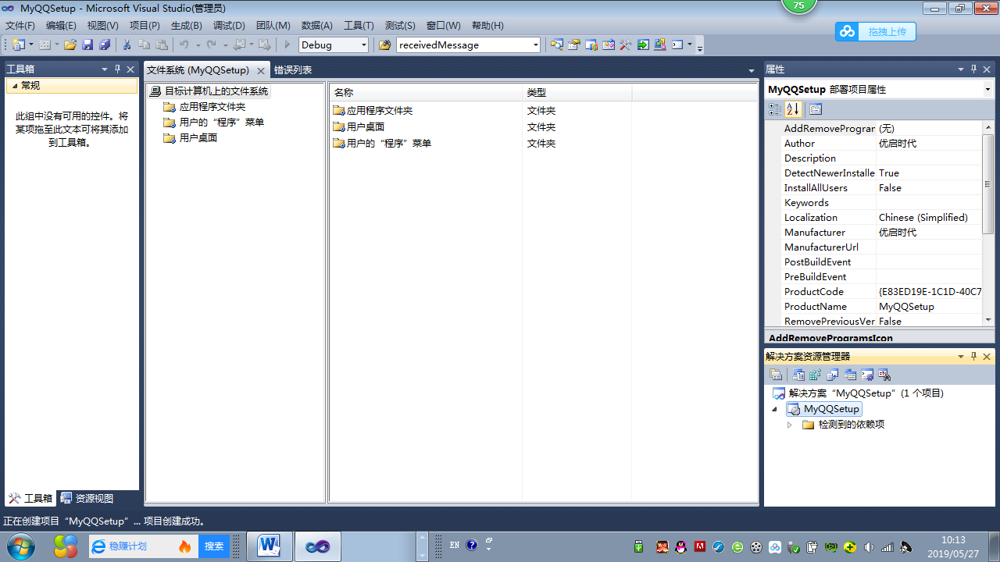 MyQQSetup - Microsoft Visual Studio(管理员)
75
文件(F) 编辑(E) 视图(V) 项目(P) 生成(B) 调试(D) 团队(M) 数据(A) 工具(T) 测试(S) 窗口(W) 帮助(H)
拖拽上传
Debug receivedMessage
工具箱
常规
此组中没有可用的控件。将
某项拖至此文本可将其添加
到工具箱。
工具箱 资源视图
文件系统 (MyQQSetup) 错误列表
目标计算机上的文件系统
应用程序文件夹
用户的“程序”菜单
用户桌面
名称 类型
应用程序文件夹 文件夹
用户桌面 文件夹
用户的“程序”菜单 文件夹
属性
MyQQSetup 部署项目属性
AddRemovePrograr (无)
Author 优启时代
Description
DetectNewerInstalle True
InstallAllUsers False
Keywords
Localization Chinese (Simplified)
Manufacturer 优启时代
ManufacturerUrl
PostBuildEvent
PreBuildEvent
ProductCode {E83ED19E-1C1D-40C7
ProductName MyQQSetup
RemovePreviousVer False
AddRemoveProgramsIcon
解决方案资源管理器
解决方案“MyQQSetup”(1 个项目)
MyQQSetup
检测到的依赖项
正在创建项目“MyQQSetup”... 项目创建成功。
稳赚计划 搜索
EN
10:13
2019/05/27